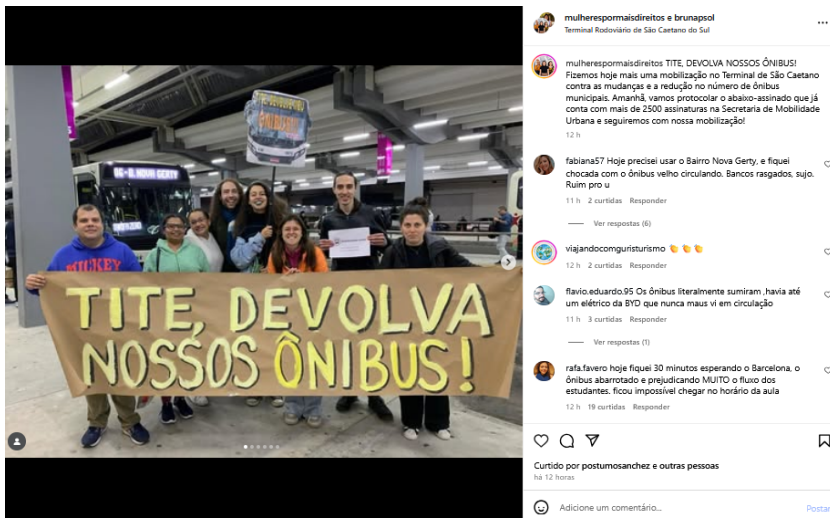 06-B.NOVA GERTY
TITE, DEVOLVA
NOSSOS ÔNIBUS!
mulherespormaisdireitos e brunapsol
Terminal Rodoviário de São Caetano do Sul
mulherespormaisdireitos TITE, DEVOLVA NOSSOS ÔNIBUS!
Fizemos hoje mais uma mobilização no Terminal de São Caetano
contra as mudanças e a redução no número de ônibus
municipais. Amanhã, vamos protocolar o abaixo-assinado que já
conta com mais de 2500 assinaturas na Secretaria de Mobilidade
Urbana e seguiremos com nossa mobilização!
12 h
fabiana57 Hoje precisei usar o Bairro Nova Gerty, e fiquei
chocada com o ônibus velho circulando. Bancos rasgados, sujo.
Ruim pro u
11 h 2 curtidas Responder
Ver respostas (6)
viajandocomguristurismo 👏 👏 👏
12 h 2 curtidas Responder
flavio.eduardo.95 Os ônibus literalmente sumiram ,havia até
um elétrico da BYD que nunca maus vi em circulação
11 h 3 curtidas Responder
Ver respostas (1)
rafa.favero hoje fiquei 30 minutos esperando o Barcelona, o
ônibus abarrotado e prejudicando MUITO o fluxo dos
estudantes. ficou impossível chegar no horário da aula
12 h 19 curtidas Responder
Curtido por postumosanchez e outras pessoas
há 12 horas
Adicione um comentário...
Postar